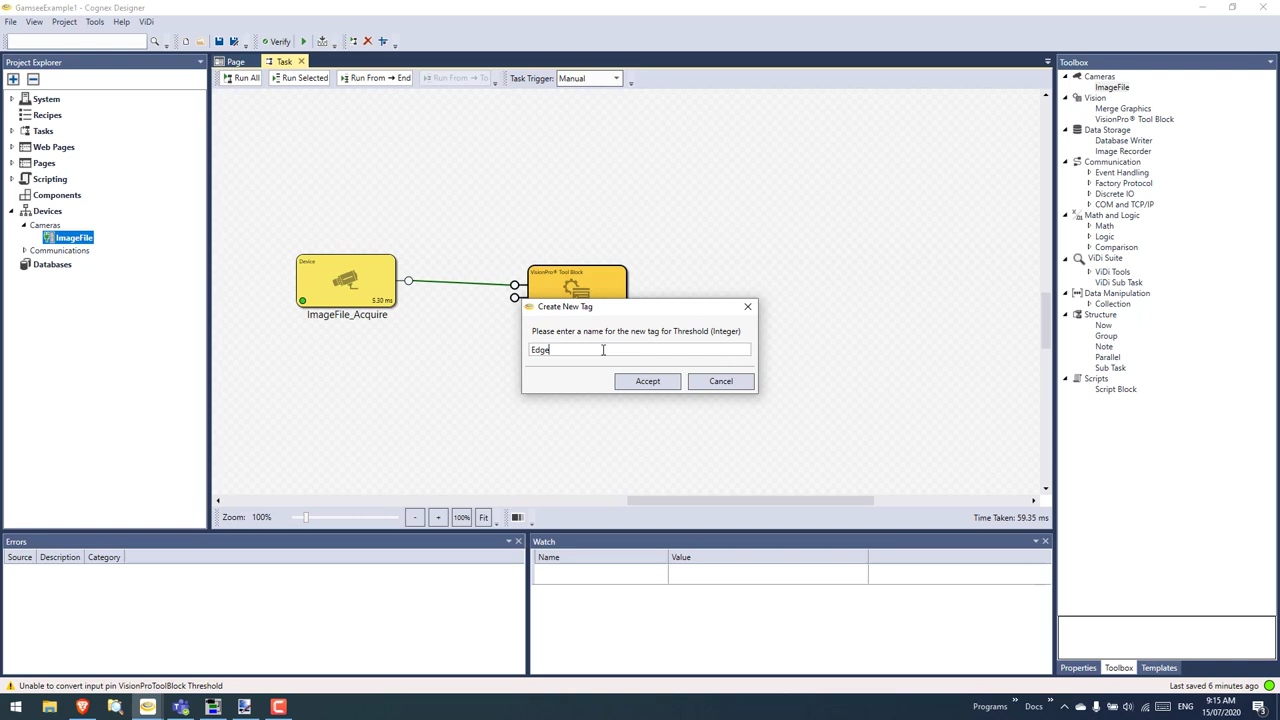 GamseeExample1 - Cognex Designer
File View Project Tools Help ViDi
Verify
Project Explorer
System
Recipes
Tasks
Web Pages
Pages
Scripting
Components
Devices
Cameras
ImageFile
Communications
Databases
Page Task
Run All Run Selected Run From → End Run From → To Task Trigger: Manual
Device
5.30 ms
ImageFile_Acquire
VisionPro® Tool Block
Create New Tag
Please enter a name for the new tag for Threshold (Integer)
Edge
Accept Cancel
Zoom: 100% - + 100% Fit Time Taken: 59.35 ms
Errors
Source Description Category
Watch
Name Value
Toolbox
Cameras
ImageFile
Vision
Merge Graphics
VisionPro® Tool Block
Data Storage
Database Writer
Image Recorder
Communication
Event Handling
Factory Protocol
Discrete IO
COM and TCP/IP
Math and Logic
Math
Logic
Comparison
ViDi Suite
ViDi Tools
ViDi Sub Task
Data Manipulation
Collection
Structure
Now
Group
Note
Parallel
Sub Task
Scripts
Script Block
Properties Toolbox Templates
Unable to convert input pin VisionProToolBlock Threshold Last saved 6 minutes ago
Programs » Docs » ENG 9:15 AM
15/07/2020
3